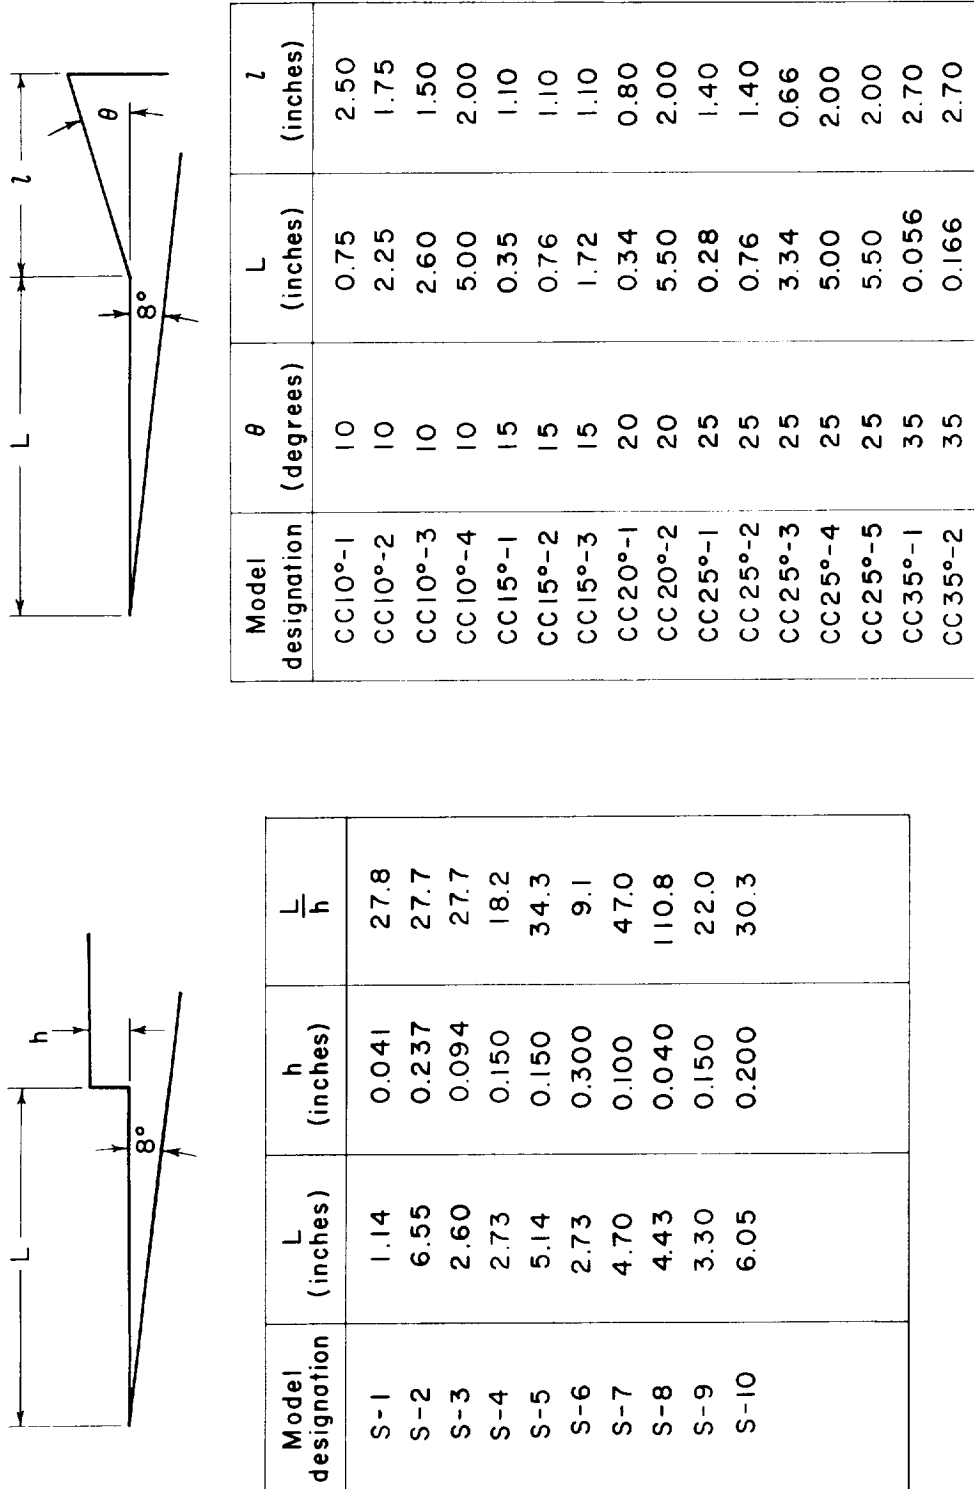 L
h
8°
Model designation L (inches) h (inches) L/h
S-1 1.14 0.041 27.8
S-2 6.55 0.237 27.7
S-3 2.60 0.094 27.7
S-4 2.73 0.150 18.2
S-5 5.14 0.150 34.3
S-6 2.73 0.300 9.1
S-7 4.70 0.100 47.0
S-8 4.43 0.040 110.8
S-9 3.30 0.150 22.0
S-10 6.05 0.200 30.3
L
l
θ
8°
Model designation θ (degrees) L (inches) l (inches)
CC10°-1 10 0.75 2.50
CC10°-2 10 2.25 1.75
CC10°-3 10 2.60 1.50
CC10°-4 10 5.00 2.00
CC15°-1 15 0.35 1.10
CC15°-2 15 0.76 1.10
CC15°-3 15 1.72 1.10
CC20°-1 20 0.34 0.80
CC20°-2 20 5.50 2.00
CC25°-1 25 0.28 1.40
CC25°-2 25 0.76 1.40
CC25°-3 25 3.34 0.66
CC25°-4 25 5.00 2.00
CC25°-5 25 5.50 2.00
CC35°-1 35 0.056 2.70
CC35°-2 35 0.166 2.70